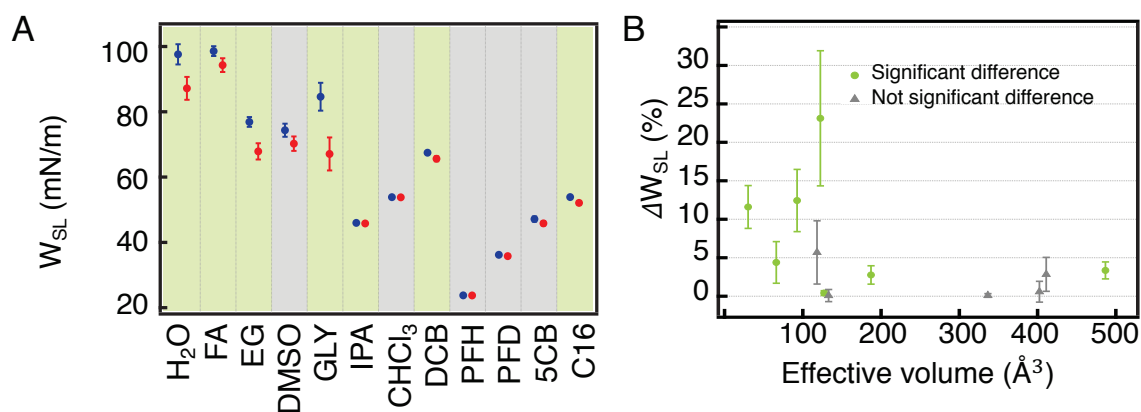 A
W_SL (mN/m)
100
80
60
40
20
H₂O
FA
EG
DMSO
GLY
IPA
CHCl₃
DCB
PFH
PFD
5CB
C16
B
ΔW_SL (%)
30
25
20
15
10
5
0
Significant difference
Not significant difference
100
200
300
400
500
Effective volume (Å³)